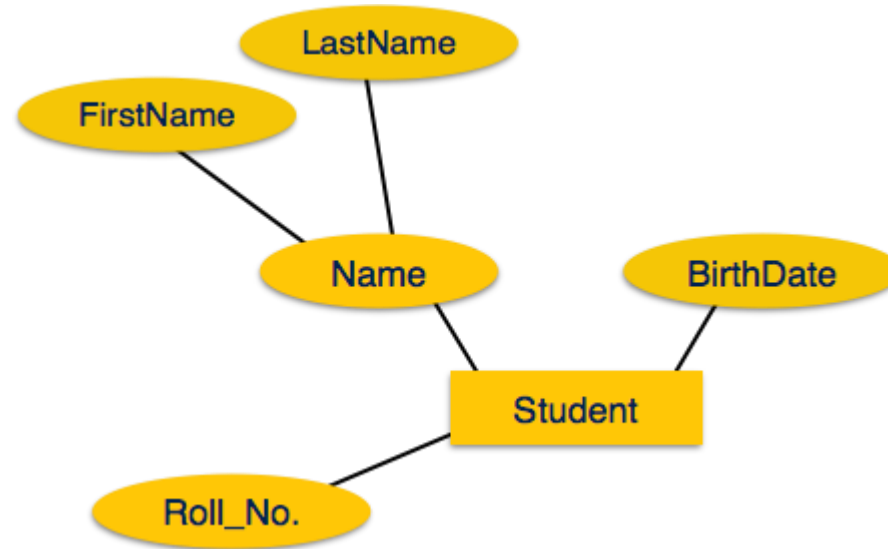 LastName
FirstName
Name
BirthDate
Student
Roll_No.